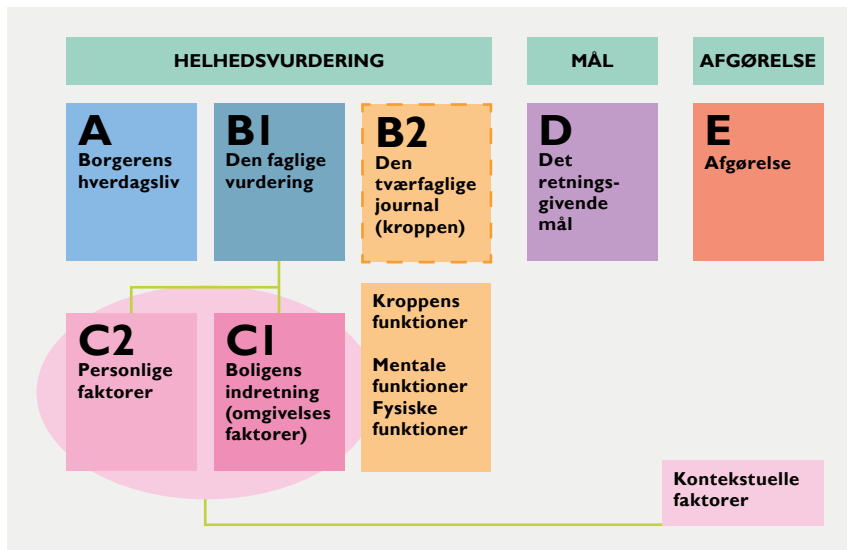 HELHEDSVURDERING
MÅL
AFGØRELSE
A
Borgerens
hverdagsliv
B1
Den faglige
vurdering
B2
Den
tværfaglige
journal
(kroppen)
D
Det
retnings-
givende
mål
E
Afgørelse
C2
Personlige
faktorer
C1
Boligens
indretning
(omgivelses
faktorer)
Kroppens
funktioner
Mentale
funktioner
Fysiske
funktioner
Kontekstuelle
faktorer